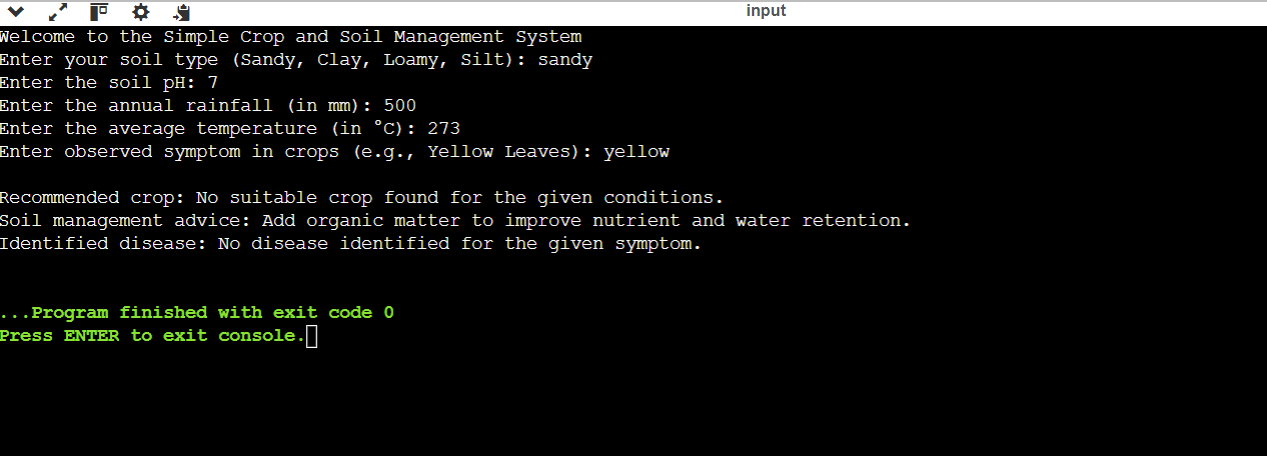 input
Welcome to the Simple Crop and Soil Management System
Enter your soil type (Sandy, Clay, Loamy, Silt): sandy
Enter the soil pH: 7
Enter the annual rainfall (in mm): 500
Enter the average temperature (in °C): 273
Enter observed symptom in crops (e.g., Yellow Leaves): yellow
Recommended crop: No suitable crop found for the given conditions.
Soil management advice: Add organic matter to improve nutrient and water retention.
Identified disease: No disease identified for the given symptom.
...Program finished with exit code 0
Press ENTER to exit console.